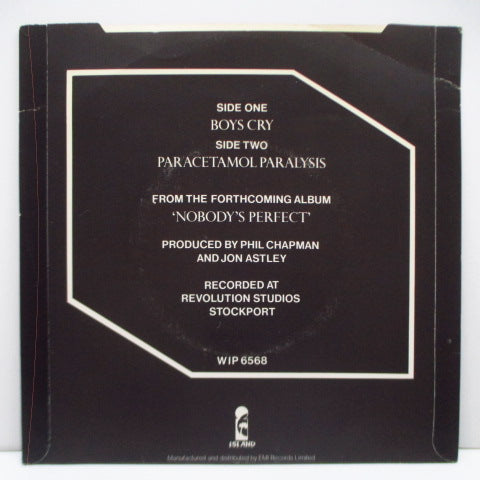 SIDE ONE
BOYS CRY
SIDE TWO
PARACETAMOL PARALYSIS
FROM THE FORTHCOMING ALBUM
'NOBODY'S PERFECT'
PRODUCED BY PHIL CHAPMAN
AND JON ASTLEY
RECORDED AT
REVOLUTION STUDIOS
STOCKPORT
WIP 6568
ISLAND
Manufactured and distributed by EMI Records Limited